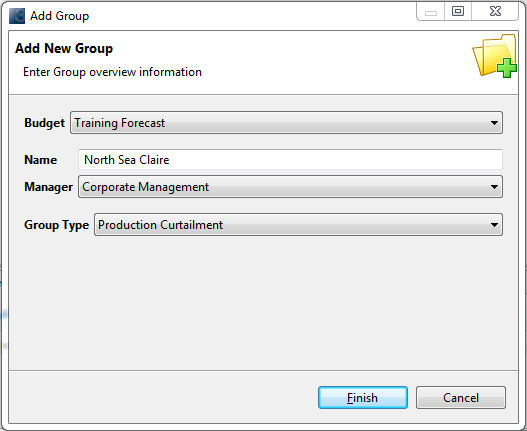 Add Group
Add New Group
Enter Group overview information
Budget Training Forecast
Name North Sea Claire
Manager Corporate Management
Group Type Production Curtailment
Finish Cancel